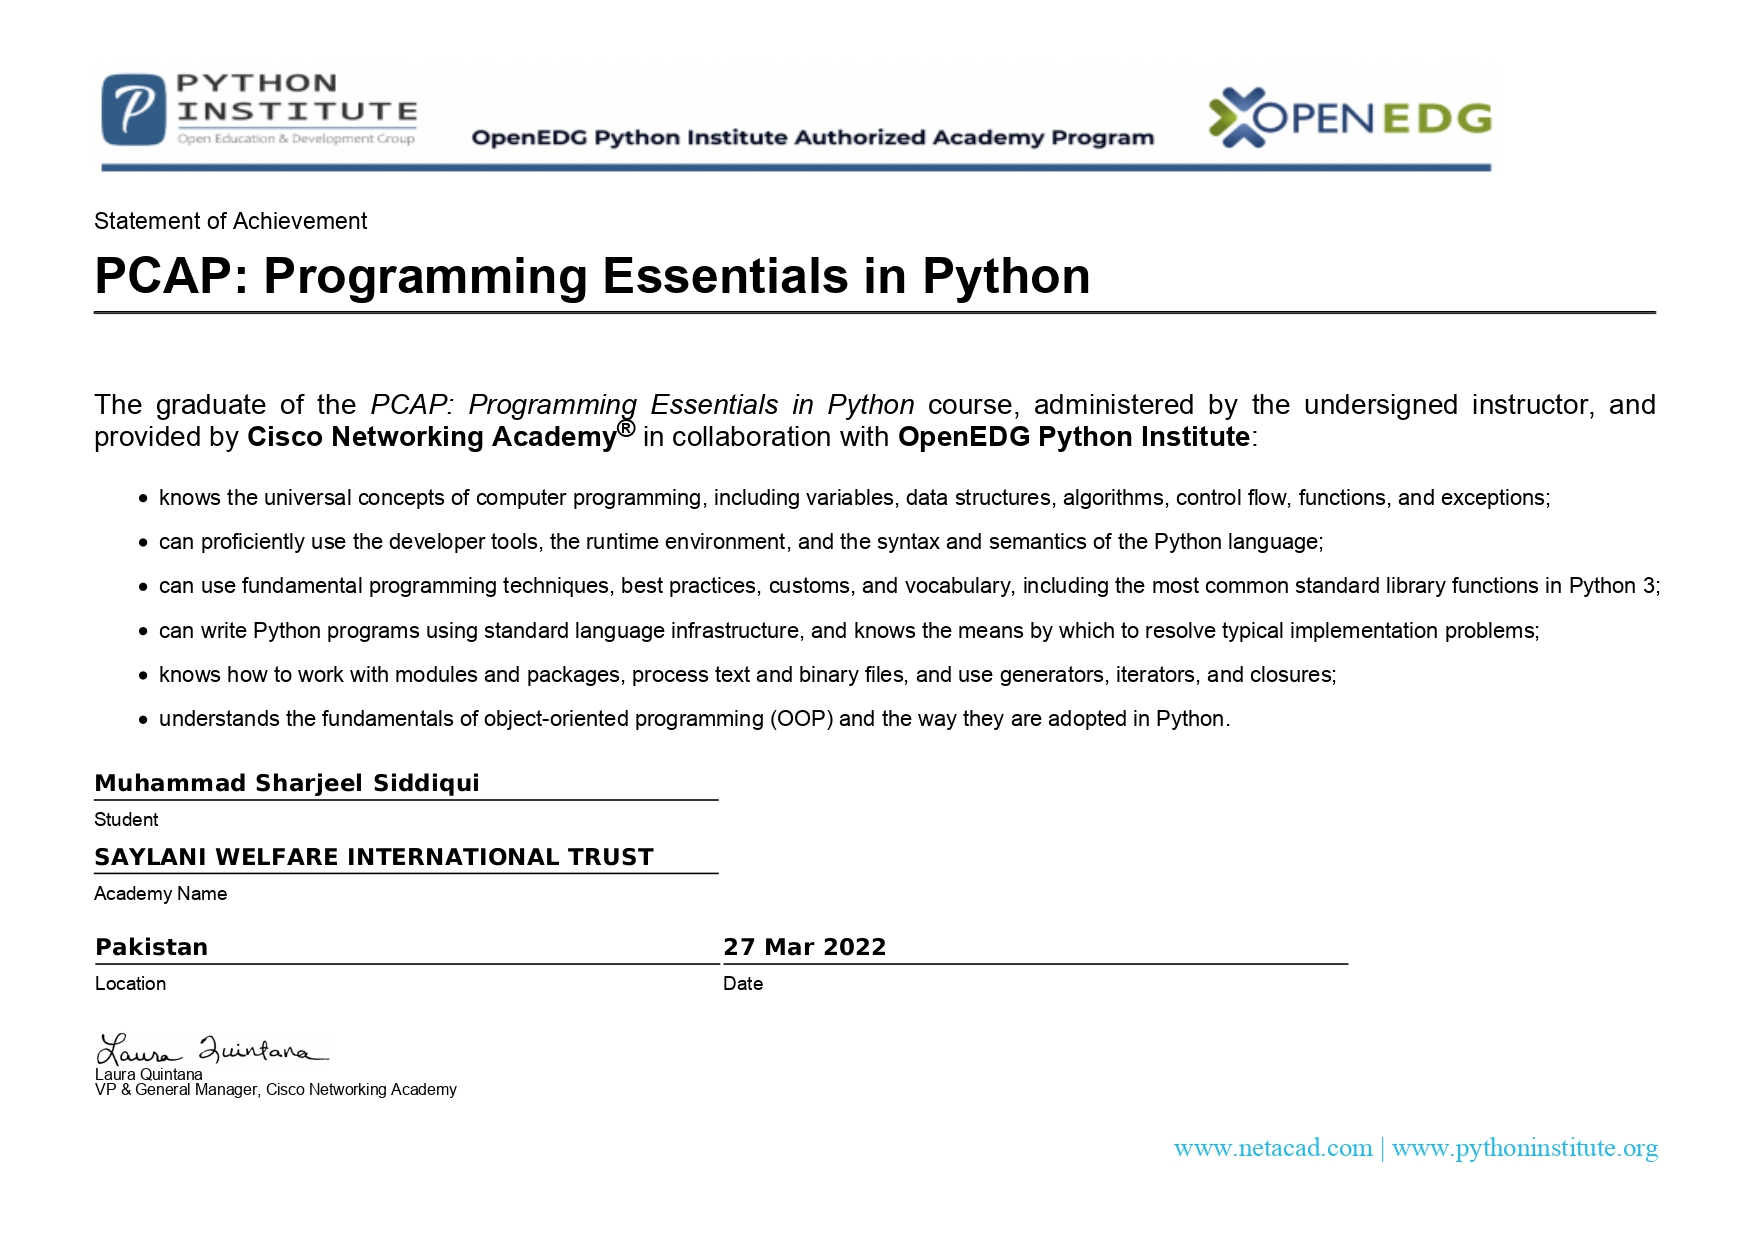 PYTHON
INSTITUTE
Open Education & Development Group
OpenEDG Python Institute Authorized Academy Program
OPENEDG
Statement of Achievement
PCAP: Programming Essentials in Python
The graduate of the PCAP: Programming Essentials in Python course, administered by the undersigned instructor, and
provided by Cisco Networking Academy® in collaboration with OpenEDG Python Institute:
• knows the universal concepts of computer programming, including variables, data structures, algorithms, control flow, functions, and exceptions;
• can proficiently use the developer tools, the runtime environment, and the syntax and semantics of the Python language;
• can use fundamental programming techniques, best practices, customs, and vocabulary, including the most common standard library functions in Python 3;
• can write Python programs using standard language infrastructure, and knows the means by which to resolve typical implementation problems;
• knows how to work with modules and packages, process text and binary files, and use generators, iterators, and closures;
• understands the fundamentals of object-oriented programming (OOP) and the way they are adopted in Python.
Muhammad Sharjeel Siddiqui
Student
SAYLANI WELFARE INTERNATIONAL TRUST
Academy Name
Pakistan
Location
27 Mar 2022
Date
Laura Quintana
Laura Quintana
VP & General Manager, Cisco Networking Academy
www.netacad.com | www.pythoninstitute.org